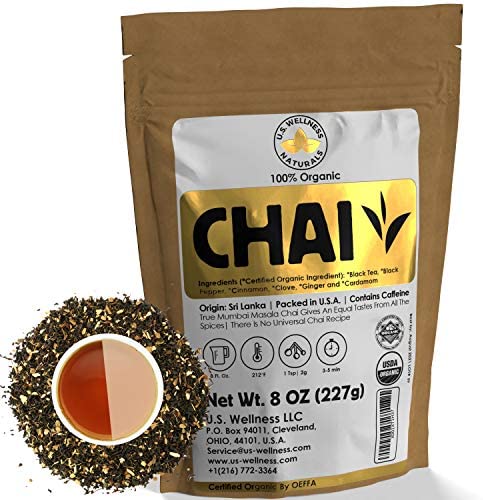 U.S. WELLNESS
NATURALS
100% Organic
CHAI
Ingredients (*Certified Organic Ingredient): *Black Tea, *Black
Pepper, *Cinnamon, *Clove, *Ginger and *Cardamom
Origin: Sri Lanka | Packed in U.S.A. | Contains Caffeine
True Mumbai Masala Chai Gives An Equal Tastes From All The
Spices | There Is No Universal Chai Recipe
8 Fl. Oz.
212°F
1 Tsp | 3g
3-5 min
USDA
ORGANIC
Net Wt. 8 OZ (227g)
U.S. Wellness LLC
P.O. Box 94011, Cleveland,
OHIO, 44101, U.S.A.
Service@us-wellness.com
www.us-wellness.com
+1(216) 772-3364
Certified Organic By OEFFA